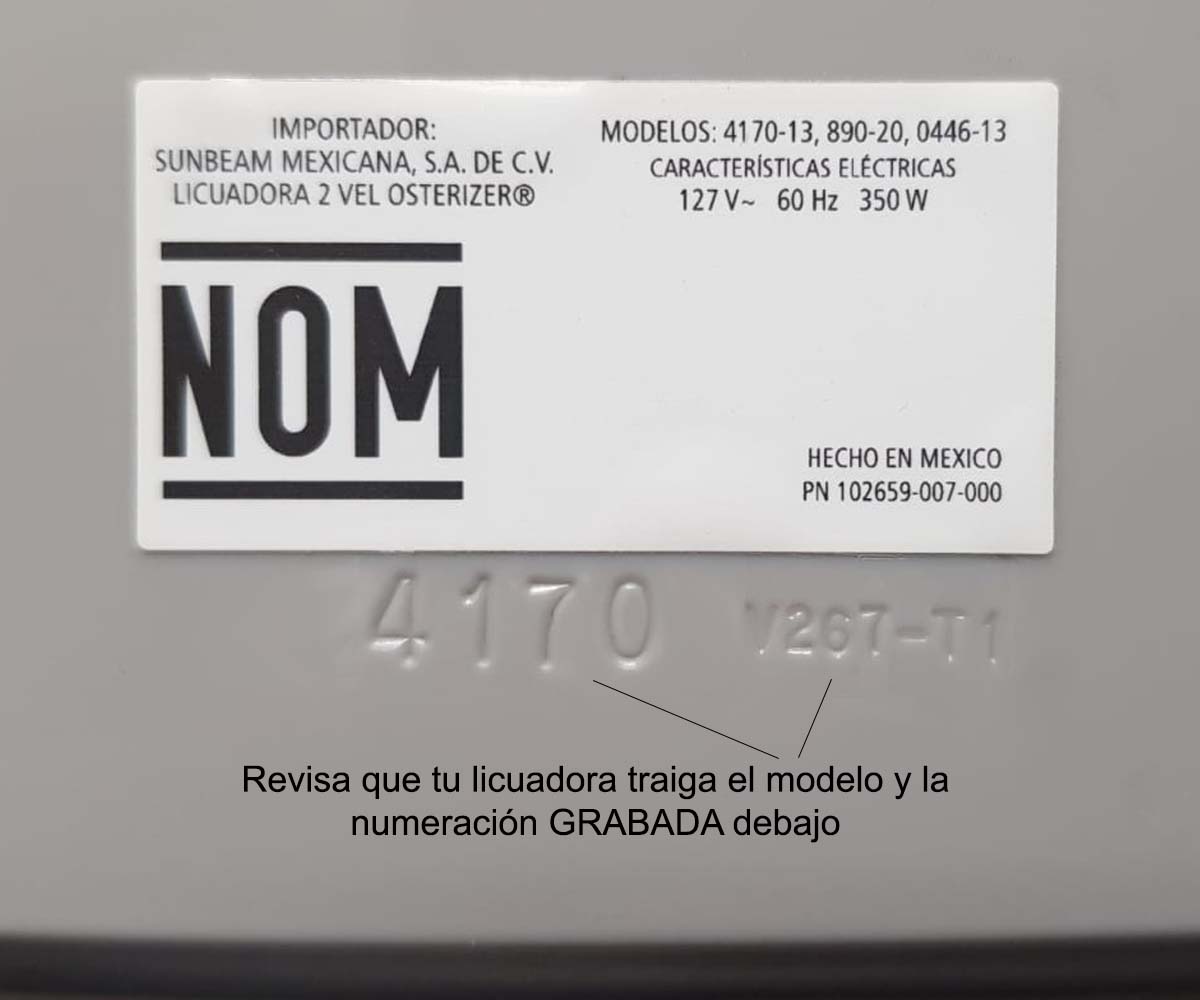 IMPORTADOR:
SUNBEAM MEXICANA, S.A. DE C.V.
LICUADORA 2 VEL OSTERIZER®
MODELOS: 4170-13, 890-20, 0446-13
CARACTERÍSTICAS ELÉCTRICAS
127 V~ 60 Hz 350 W
NOM
HECHO EN MEXICO
PN 102659-007-000
4170 V267-T1
Revisa que tu licuadora traiga el modelo y la
numeración GRABADA debajo